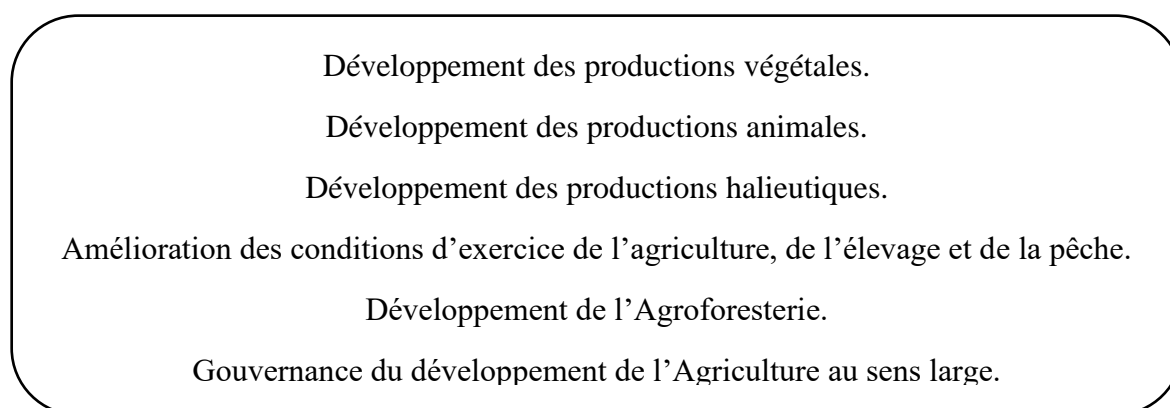 Développement des productions végétales.
Développement des productions animales.
Développement des productions halieutiques.
Amélioration des conditions d’exercice de l’agriculture, de l’élevage et de la pêche.
Développement de l’Agroforesterie.
Gouvernance du développement de l’Agriculture au sens large.